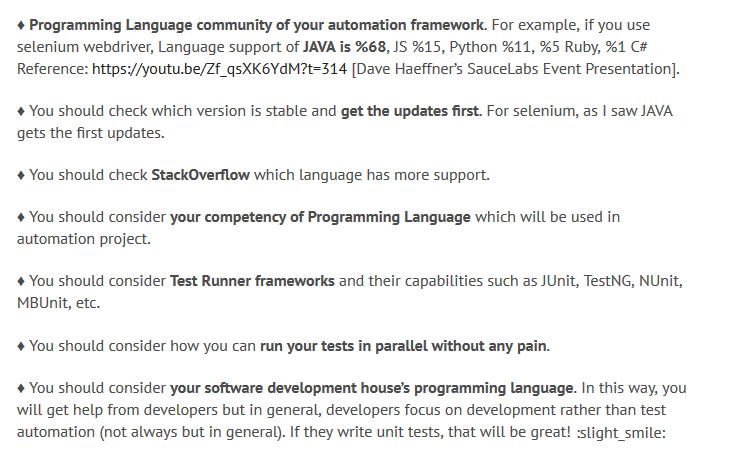 ♦ Programming Language community of your automation framework. For example, if you use
selenium webdriver, Language support of JAVA is %68, JS %15, Python %11, %5 Ruby, %1 C#
Reference: https://youtu.be/Zf_qsXK6YdM?t=314 [Dave Haeffner's SauceLabs Event Presentation].
♦ You should check which version is stable and get the updates first. For selenium, as I saw JAVA
gets the first updates.
♦ You should check StackOverflow which language has more support.
♦ You should consider your competency of Programming Language which will be used in
automation project.
♦ You should consider Test Runner frameworks and their capabilities such as JUnit, TestNG, NUnit,
MBUnit, etc.
♦ You should consider how you can run your tests in parallel without any pain.
♦ You should consider your software development house's programming language. In this way, you
will get help from developers but in general, developers focus on development rather than test
automation (not always but in general). If they write unit tests, that will be great! :slight_smile: